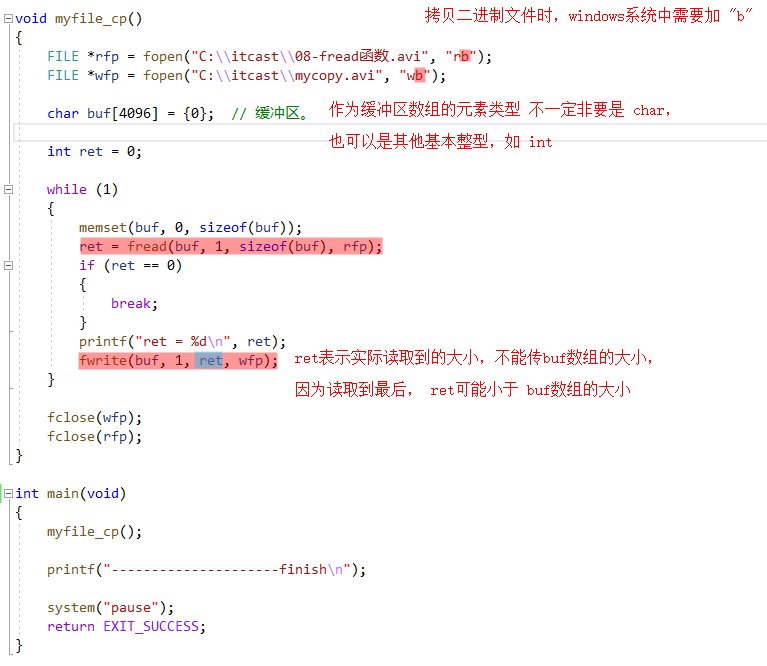 拷贝二进制文件时，windows系统中需要加 "b"
void myfile_cp()
{
FILE *rfp = fopen("C:\\itcast\\08-fread函数.avi", "rb");
FILE *wfp = fopen("C:\\itcast\\mycopy.avi", "wb");
char buf[4096] = {0};  // 缓冲区。 作为缓冲区数组的元素类型 不一定非要是 char，
也可以是其他基本整型，如 int
int ret = 0;
while (1)
{
memset(buf, 0, sizeof(buf));
ret = fread(buf, 1, sizeof(buf), rfp);
if (ret == 0)
{
break;
}
printf("ret = %d\n", ret);
fwrite(buf, 1, ret, wfp); ret表示实际读取到的大小，不能传buf数组的大小，
} 因为读取到最后， ret可能小于 buf数组的大小
fclose(wfp);
fclose(rfp);
}
int main(void)
{
myfile_cp();
printf("---------------------finish\n");
system("pause");
return EXIT_SUCCESS;
}